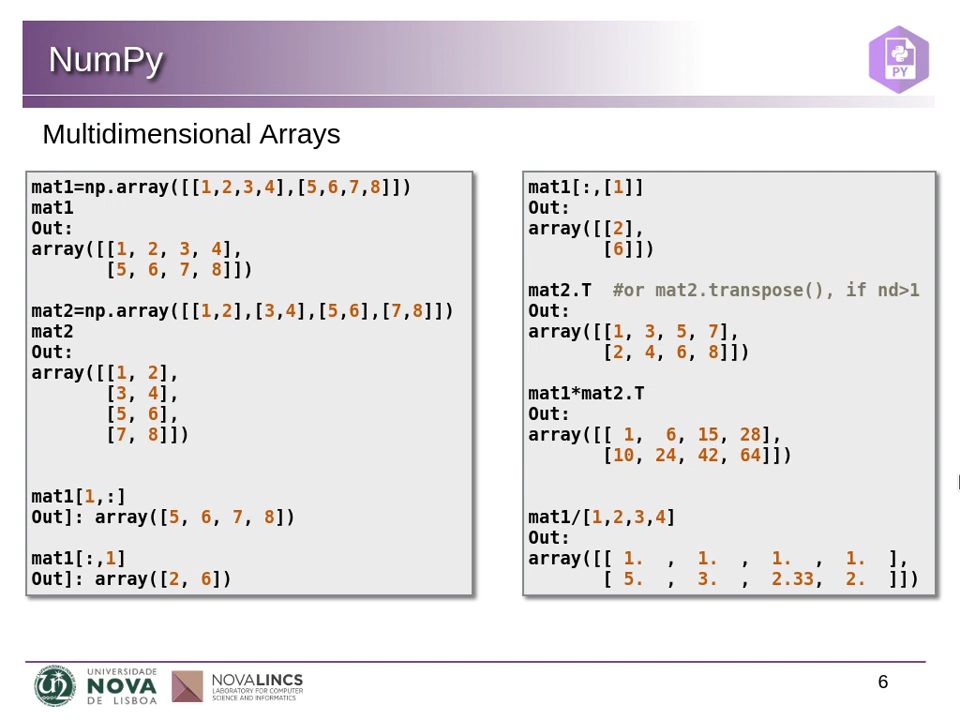 NumPy
PY
Multidimensional Arrays
mat1=np.array([[1,2,3,4],[5,6,7,8]])
mat1
Out:
array([[1, 2, 3, 4],
       [5, 6, 7, 8]])

mat2=np.array([[1,2],[3,4],[5,6],[7,8]])
mat2
Out:
array([[1, 2],
       [3, 4],
       [5, 6],
       [7, 8]])

mat1[1,:]
Out]: array([5, 6, 7, 8])

mat1[:,1]
Out]: array([2, 6])

mat1[:,[1]]
Out:
array([[2],
       [6]])

mat2.T  #or mat2.transpose(), if nd>1
Out:
array([[1, 3, 5, 7],
       [2, 4, 6, 8]])

mat1*mat2.T
Out:
array([[ 1,  6, 15, 28],
       [10, 24, 42, 64]])

mat1/[1,2,3,4]
Out:
array([[ 1.  ,  1.  ,  1.  ,  1.  ],
       [ 5.  ,  3.  ,  2.33,  2.  ]])
UNIVERSIDADE
NOVA
DE LISBOA
NOVALINCS
LABORATORY FOR COMPUTER
SCIENCE AND INFORMATICS
6